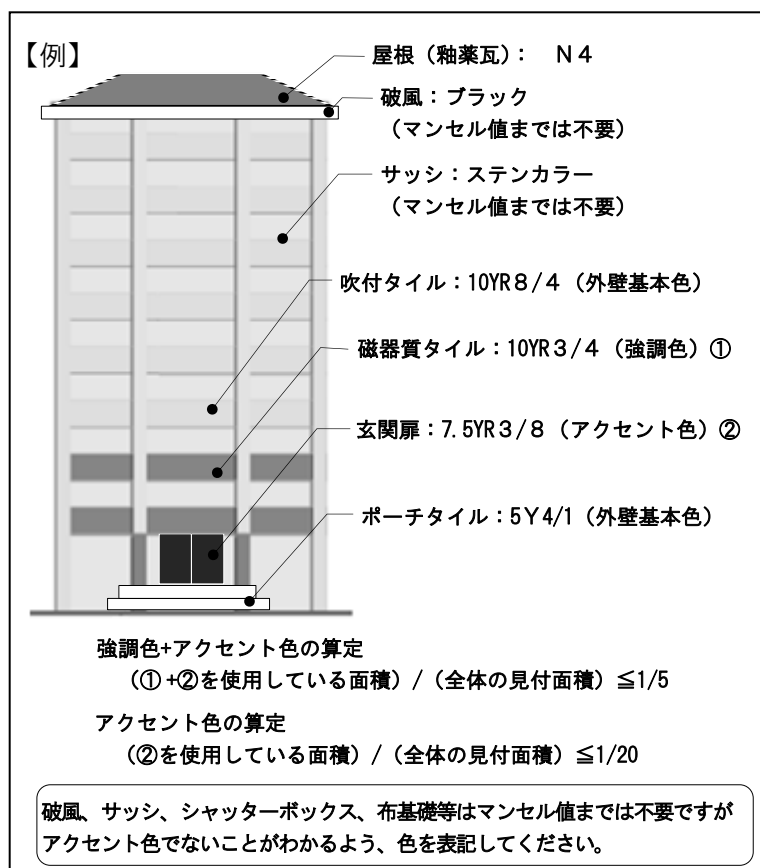 【例】
屋根（釉薬瓦）：　Ｎ４
破風：ブラック
（マンセル値までは不要）
サッシ：ステンカラー
（マンセル値までは不要）
吹付タイル：10YR８/４（外壁基本色）
磁器質タイル：10YR３/４（強調色）①
玄関扉：7.5YR３/８（アクセント色）②
ポーチタイル：５Ｙ４/１（外壁基本色）
強調色+アクセント色の算定
（①+②を使用している面積）/（全体の見付面積）≦1/5
アクセント色の算定
（②を使用している面積）/（全体の見付面積）≦1/20
破風、サッシ、シャッターボックス、布基礎等はマンセル値までは不要ですが
アクセント色でないことがわかるよう、色を表記してください。